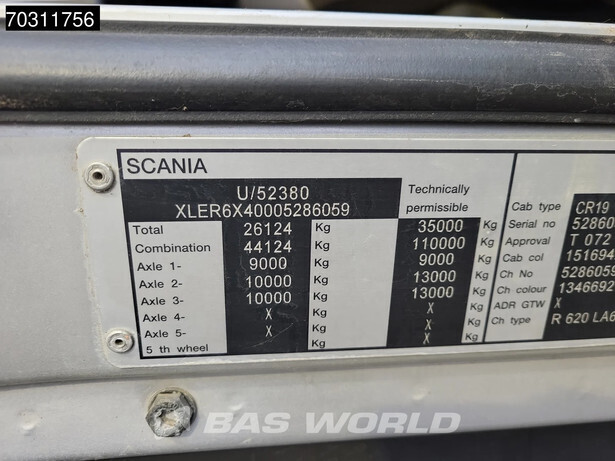 70311756
SCANIA
U/52380
XLER6X40005286059
Technically permissible
Total 26124 Kg 35000 Kg
Combination 44124 Kg 110000 Kg
Axle 1- 9000 Kg 9000 Kg
Axle 2- 10000 Kg 13000 Kg
Axle 3- 10000 Kg 13000 Kg
Axle 4- X Kg X Kg
Axle 5- X Kg X Kg
5 th wheel
Cab type CR19
Serial no 52860
Approval T 072
Cab col 151694
Ch No 5286059
Ch colour 1346692
ADR GTW X
Ch type R 620 LA6
BAS WORLD